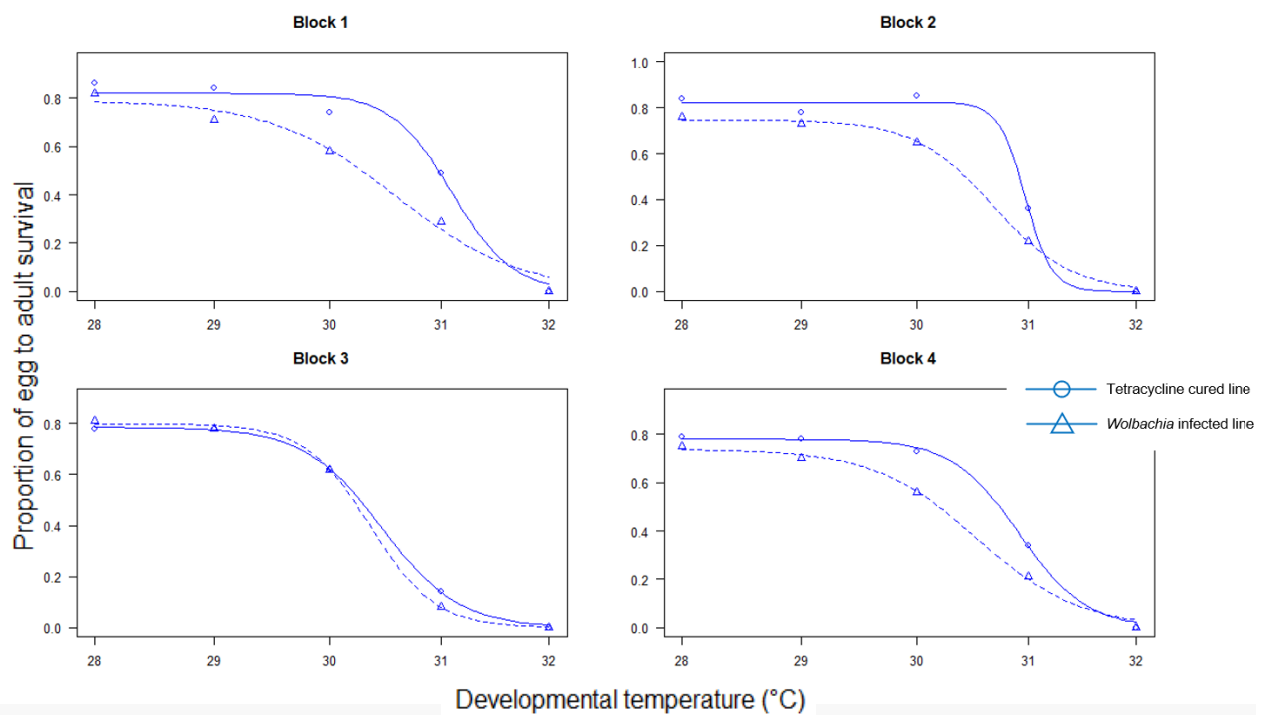 Block 1
0.8
0.6
0.4
0.2
0.0
28 29 30 31 32
Block 2
1.0
0.8
0.6
0.4
0.2
0.0
28 29 30 31 32
Block 3
0.8
0.6
0.4
0.2
0.0
28 29 30 31 32
Block 4
0.8
0.6
0.4
0.2
0.0
28 29 30 31 32
Tetracycline cured line
Wolbachia infected line
Proportion of egg to adult survival
Developmental temperature (°C)